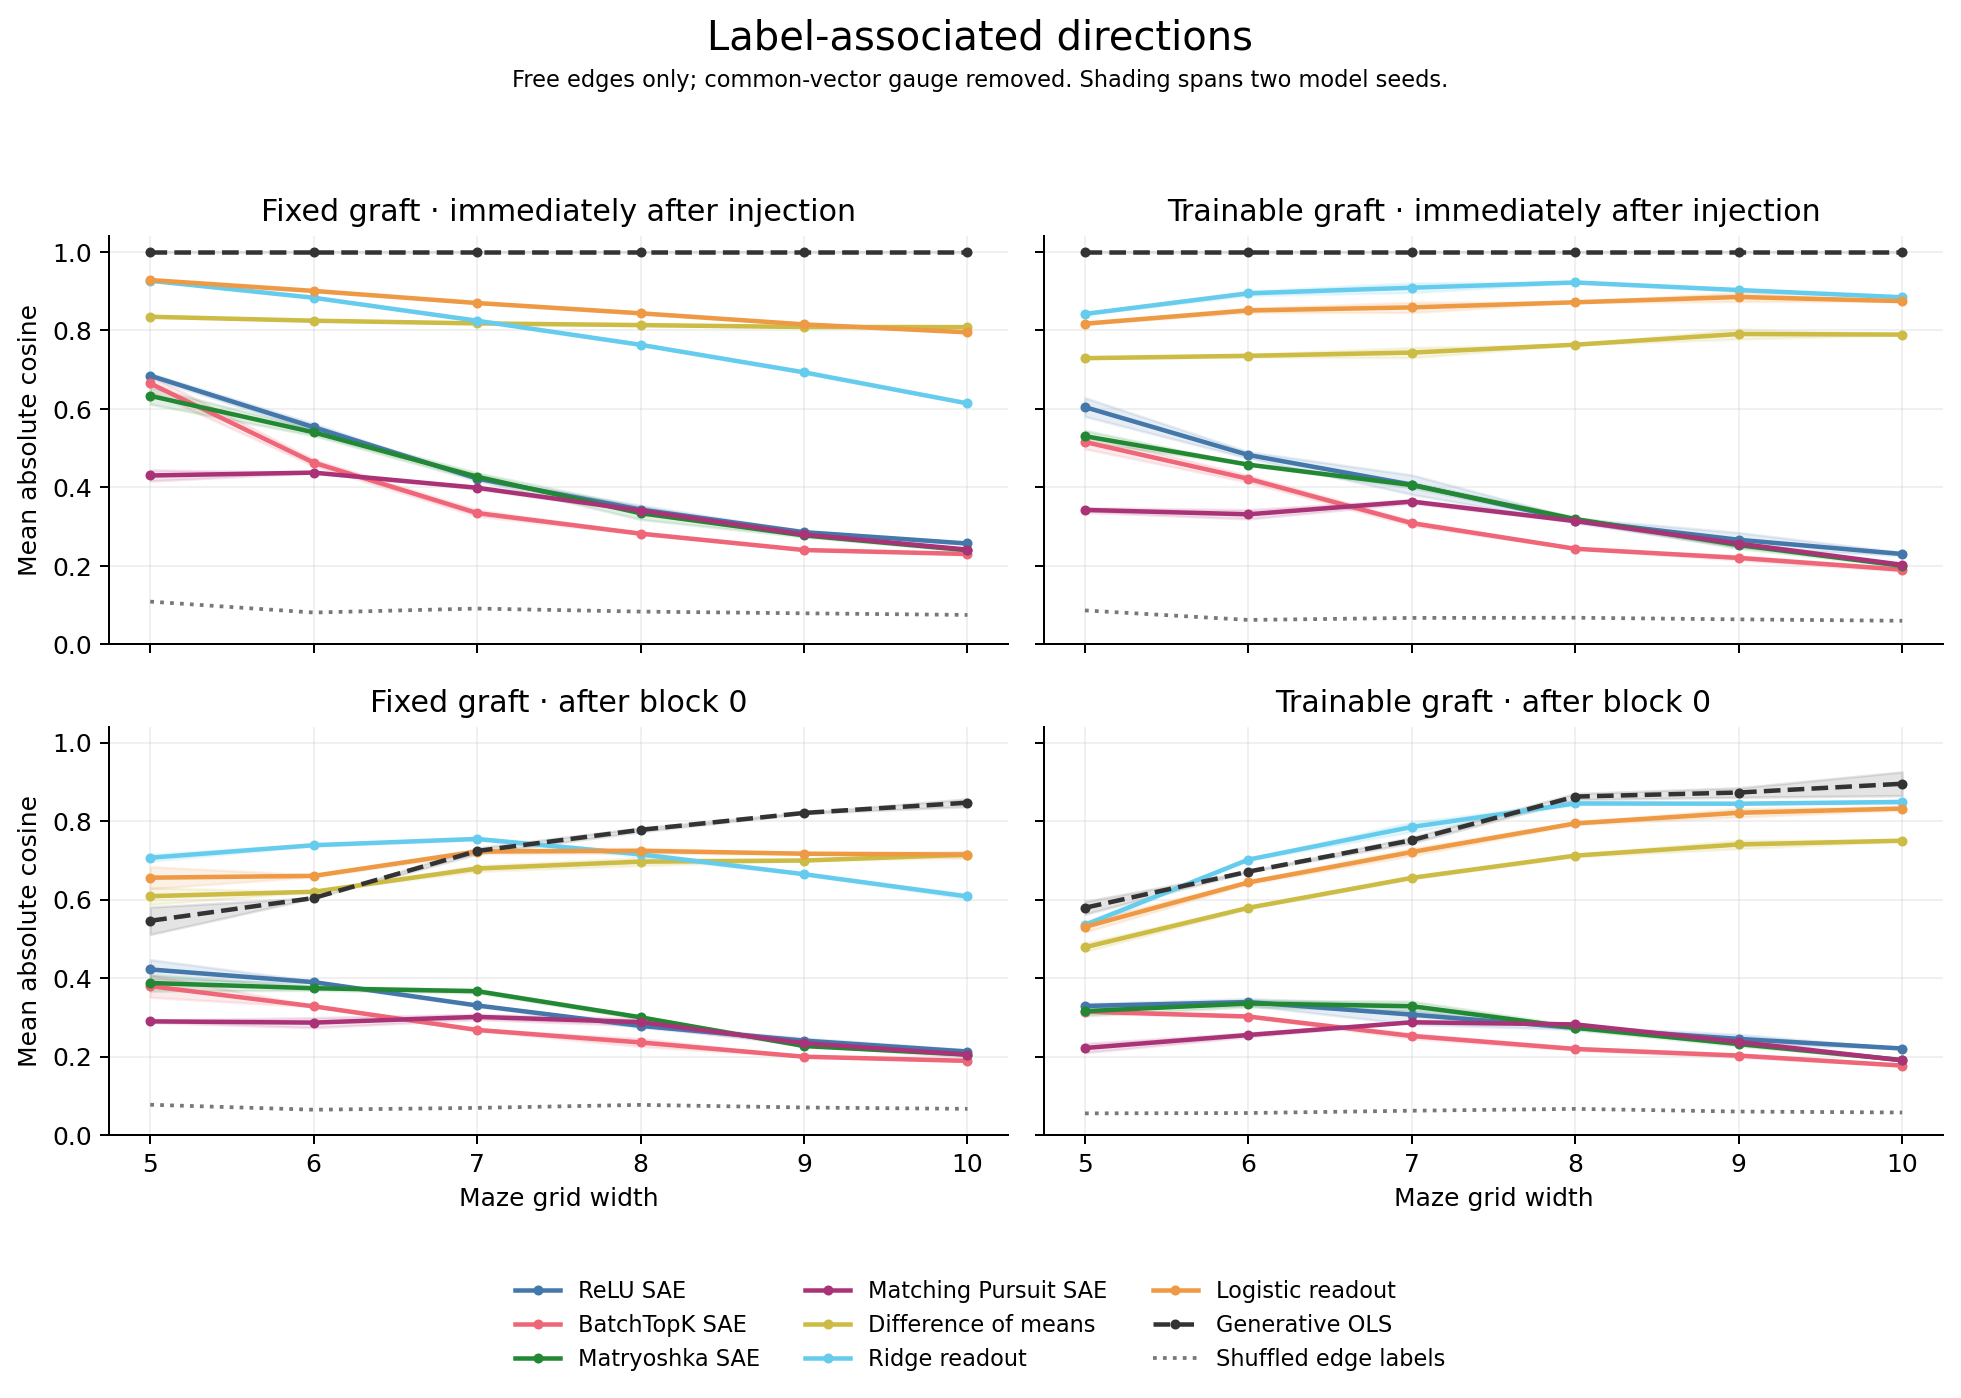 Label-associated directions
Free edges only; common-vector gauge removed. Shading spans two model seeds.
Fixed graft · immediately after injection
Trainable graft · immediately after injection
Mean absolute cosine
1.0
0.8
0.6
0.4
0.2
0.0
Fixed graft · after block 0
Trainable graft · after block 0
Mean absolute cosine
1.0
0.8
0.6
0.4
0.2
0.0
5 6 7 8 9 10
5 6 7 8 9 10
Maze grid width
Maze grid width
ReLU SAE
BatchTopK SAE
Matryoshka SAE
Matching Pursuit SAE
Difference of means
Ridge readout
Logistic readout
Generative OLS
Shuffled edge labels